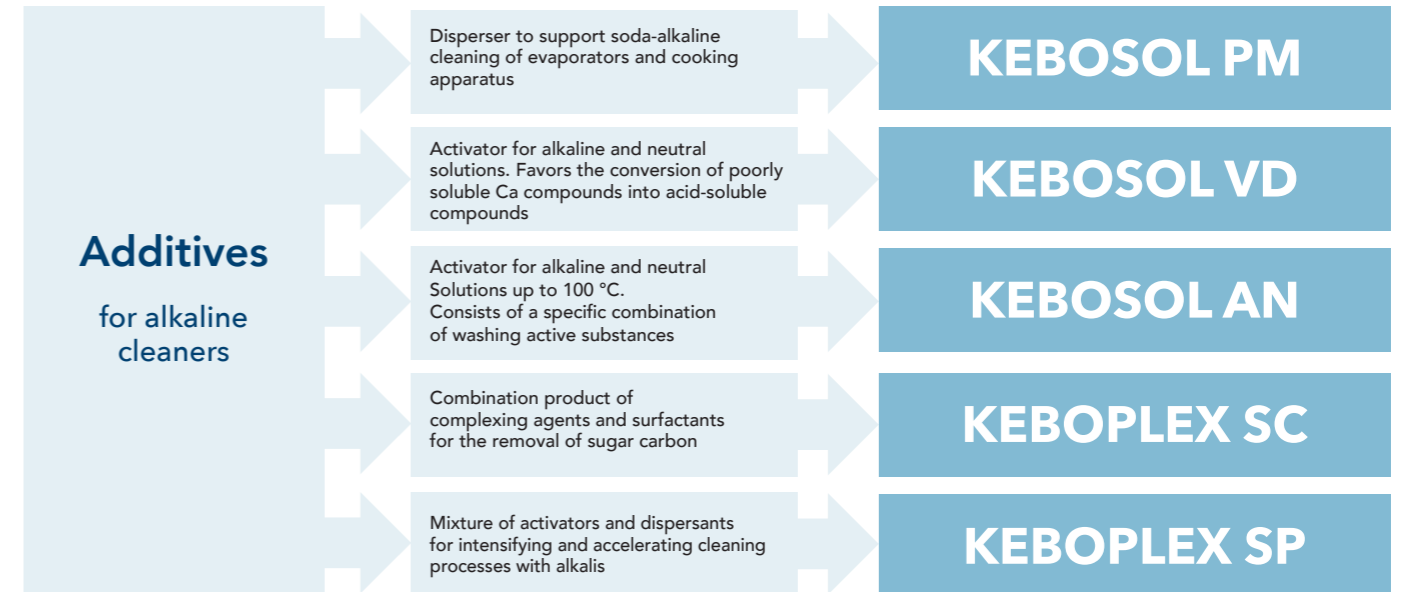 Additives
for alkaline
cleaners
Disperser to support soda-alkaline
cleaning of evaporators and cooking
apparatus
KEBOSOL PM
Activator for alkaline and neutral
solutions. Favors the conversion of poorly
soluble Ca compounds into acid-soluble
compounds
KEBOSOL VD
Activator for alkaline and neutral
Solutions up to 100 °C.
Consists of a specific combination
of washing active substances
KEBOSOL AN
Combination product of
complexing agents and surfactants
for the removal of sugar carbon
KEBOPLEX SC
Mixture of activators and dispersants
for intensifying and accelerating cleaning
processes with alkalis
KEBOPLEX SP